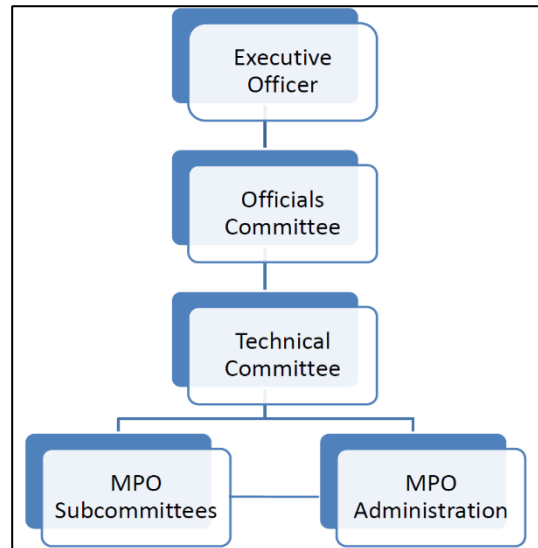 Executive
Officer
Officials
Committee
Technical
Committee
MPO
Subcommittees
MPO
Administration